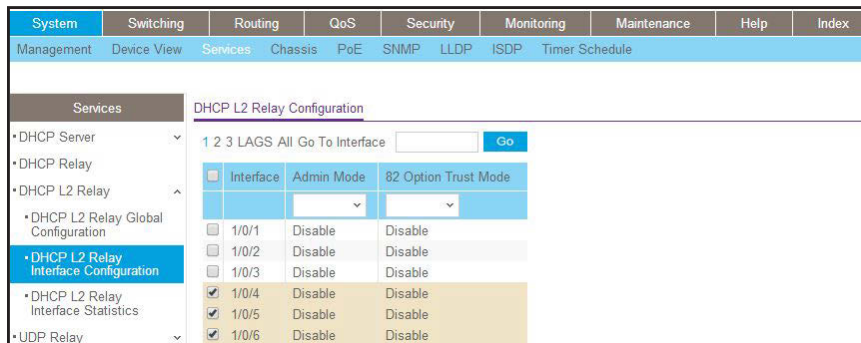 System Switching Routing QoS Security Monitoring Maintenance Help Index
Management Device View Services Chassis PoE SNMP LLDP ISDP Timer Schedule
Services
• DHCP Server
• DHCP Relay
• DHCP L2 Relay
• DHCP L2 Relay Global
Configuration
• DHCP L2 Relay
Interface Configuration
• DHCP L2 Relay
Interface Statistics
• UDP Relay
DHCP L2 Relay Configuration
1 2 3 LAGS All Go To Interface Go
Interface Admin Mode 82 Option Trust Mode
1/0/1 Disable Disable
1/0/2 Disable Disable
1/0/3 Disable Disable
1/0/4 Disable Disable
1/0/5 Disable Disable
1/0/6 Disable Disable